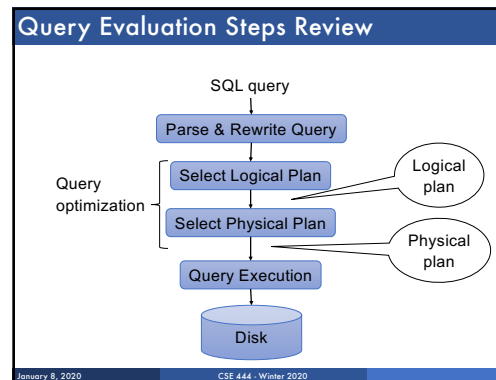 Query Evaluation Steps Review
SQL query
Parse & Rewrite Query
Query
optimization
Select Logical Plan
Logical
plan
Select Physical Plan
Physical
plan
Query Execution
Disk
January 8, 2020
CSE 444 - Winter 2020